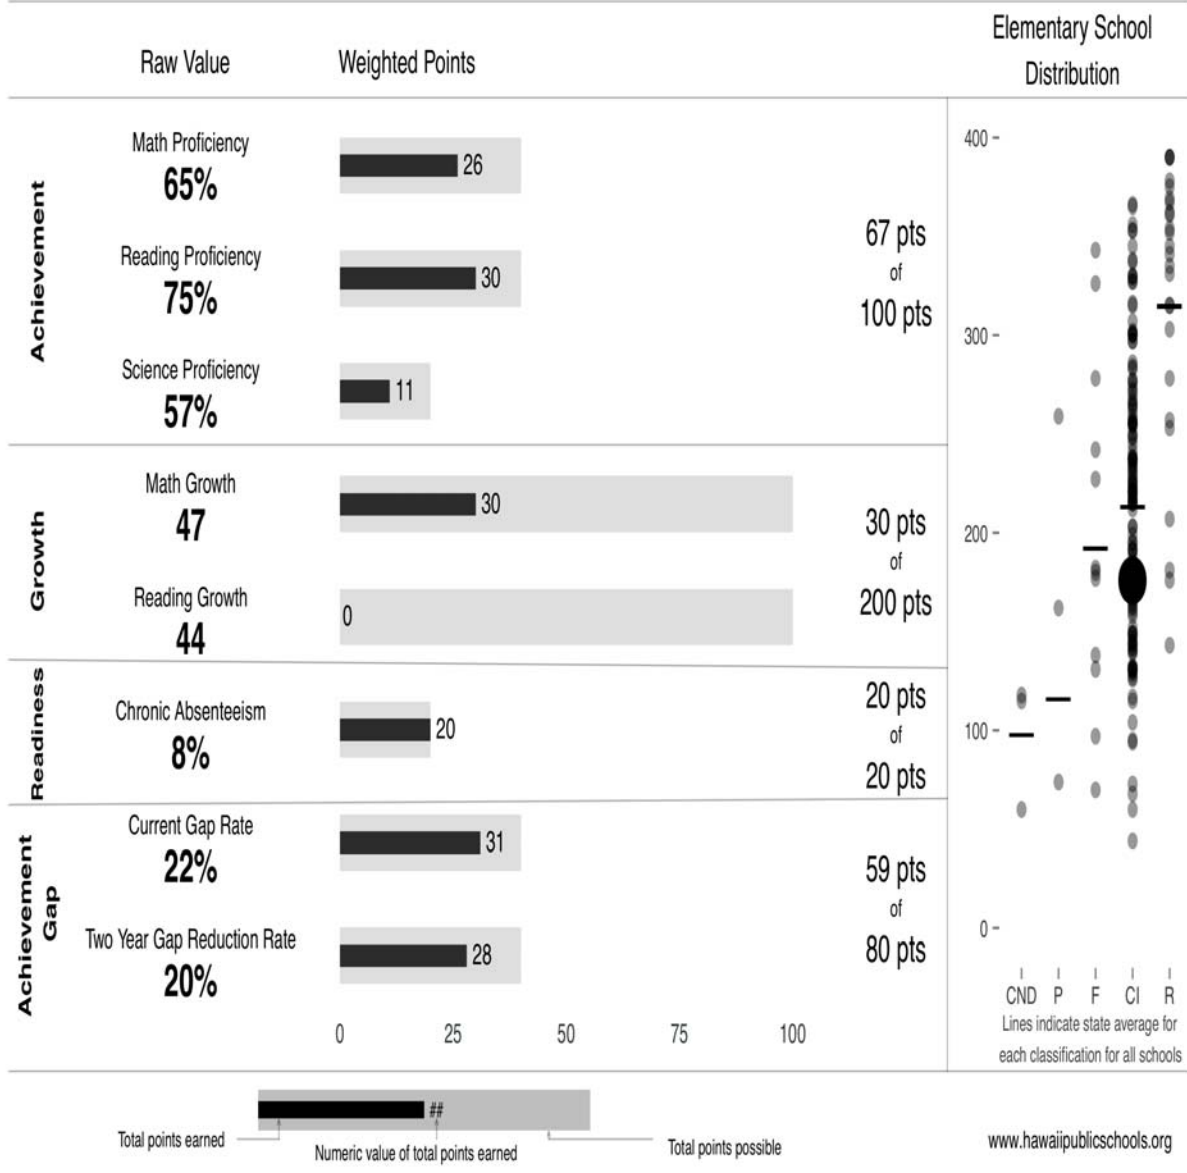 Raw Value
Weighted Points
Elementary School
Distribution
Achievement
Math Proficiency
65%
26
Reading Proficiency
75%
30
Science Proficiency
57%
11
67 pts
of
100 pts
Growth
Math Growth
47
30
Reading Growth
44
0
30 pts
of
200 pts
Readiness
Chronic Absenteeism
8%
20
20 pts
of
20 pts
Achievement
Gap
Current Gap Rate
22%
31
Two Year Gap Reduction Rate
20%
28
59 pts
of
80 pts
0 25 50 75 100
400
300
200
100
0
CND P F CI R
Lines indicate state average for
each classification for all schools
##
Total points earned
Numeric value of total points earned
Total points possible
www.hawaiipublicschools.org